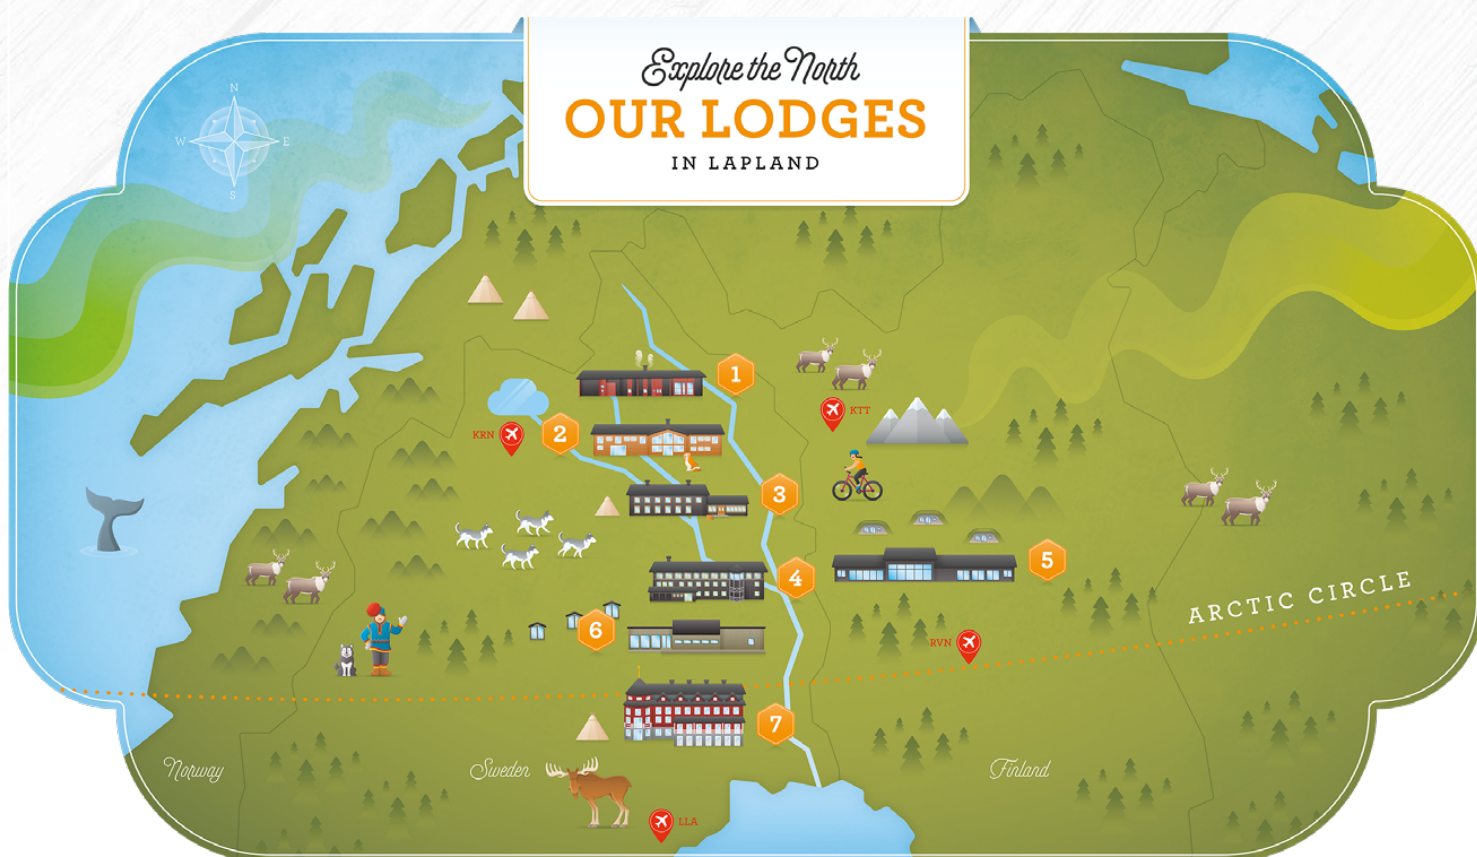 Explore the North
OUR LODGES
IN LAPLAND
N
W E
S
1
KTT
KRN
2
3
5
4
ARCTIC CIRCLE
6
RVN
7
Norway
Sweden
Finland
LLA